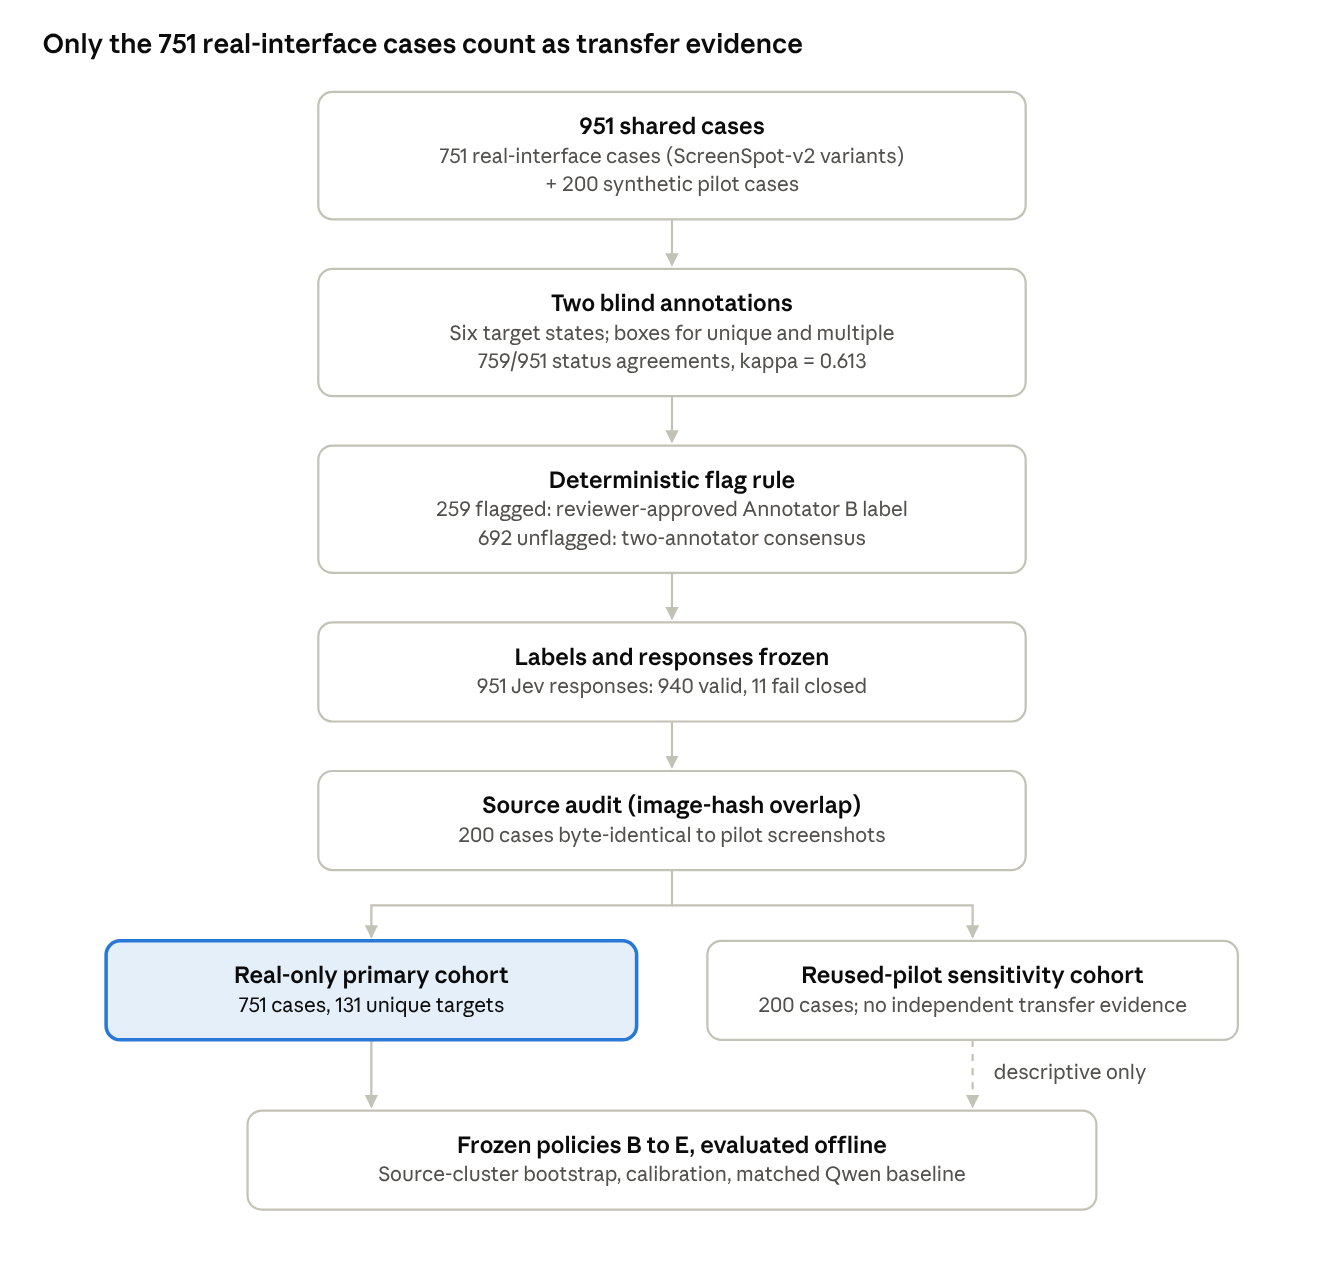 Only the 751 real-interface cases count as transfer evidence
951 shared cases
751 real-interface cases (ScreenSpot-v2 variants)
+ 200 synthetic pilot cases
Two blind annotations
Six target states; boxes for unique and multiple
759/951 status agreements, kappa = 0.613
Deterministic flag rule
259 flagged: reviewer-approved Annotator B label
692 unflagged: two-annotator consensus
Labels and responses frozen
951 Jev responses: 940 valid, 11 fail closed
Source audit (image-hash overlap)
200 cases byte-identical to pilot screenshots
Real-only primary cohort
751 cases, 131 unique targets
Reused-pilot sensitivity cohort
200 cases; no independent transfer evidence
descriptive only
Frozen policies B to E, evaluated offline
Source-cluster bootstrap, calibration, matched Qwen baseline